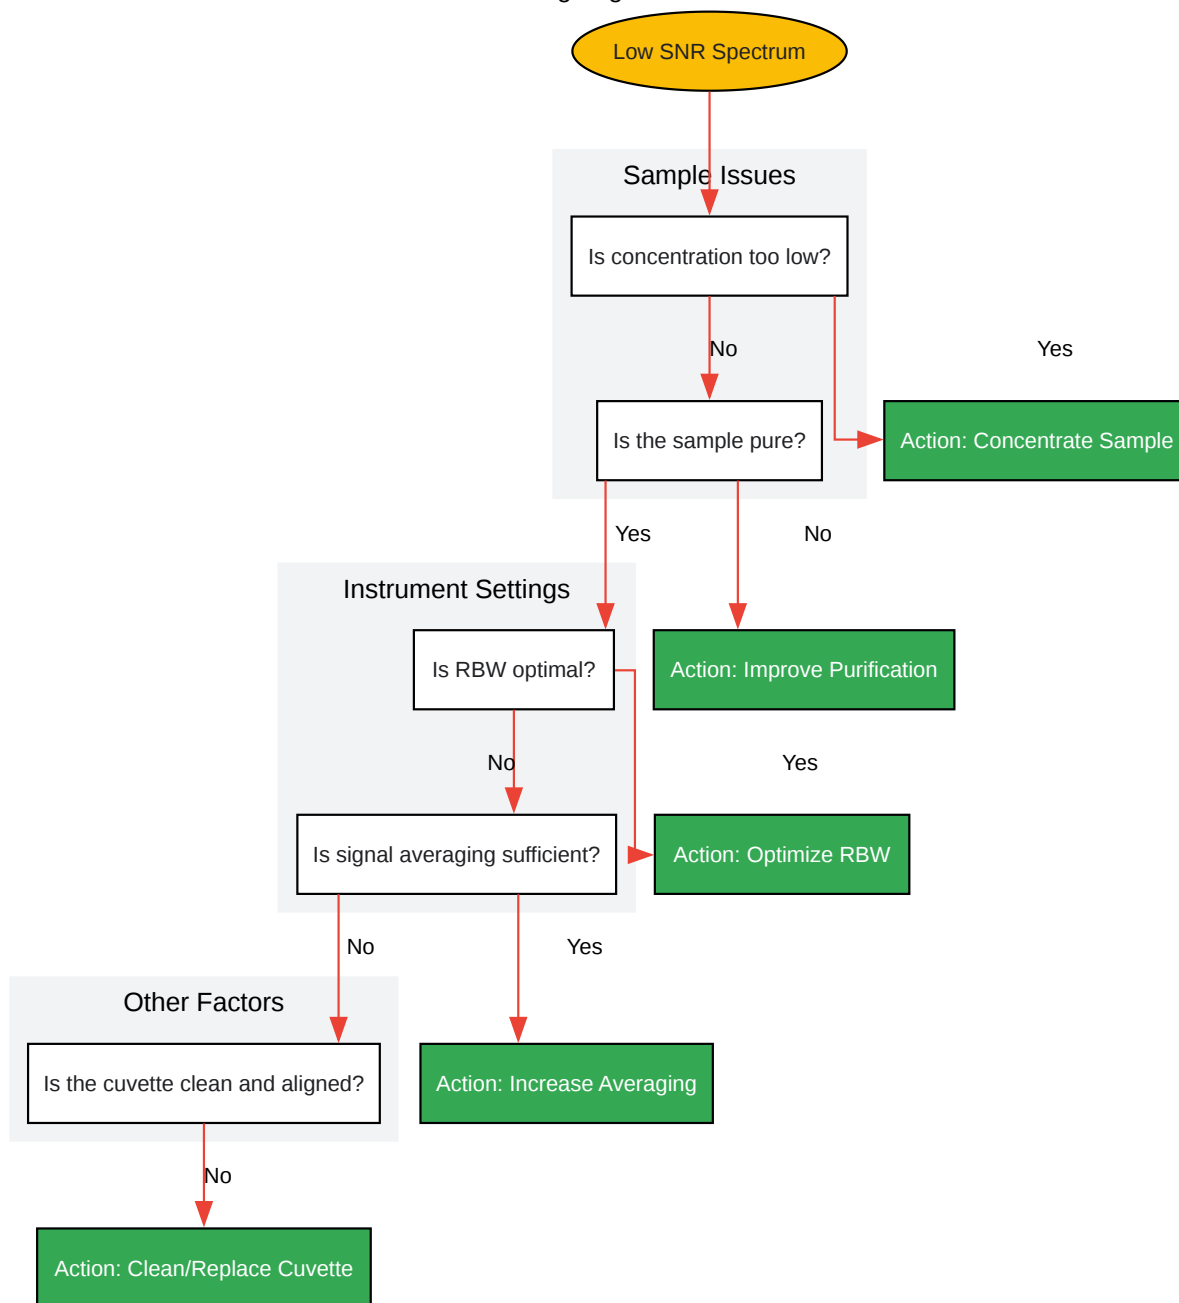 Low SNR Spectrum
Sample Issues
Is concentration too low?
No
Yes
Is the sample pure?
Action: Concentrate Sample
Yes
No
Instrument Settings
Is RBW optimal?
Action: Improve Purification
No
Yes
Is signal averaging sufficient?
Action: Optimize RBW
No
Yes
Other Factors
Is the cuvette clean and aligned?
Action: Increase Averaging
No
Action: Clean/Replace Cuvette